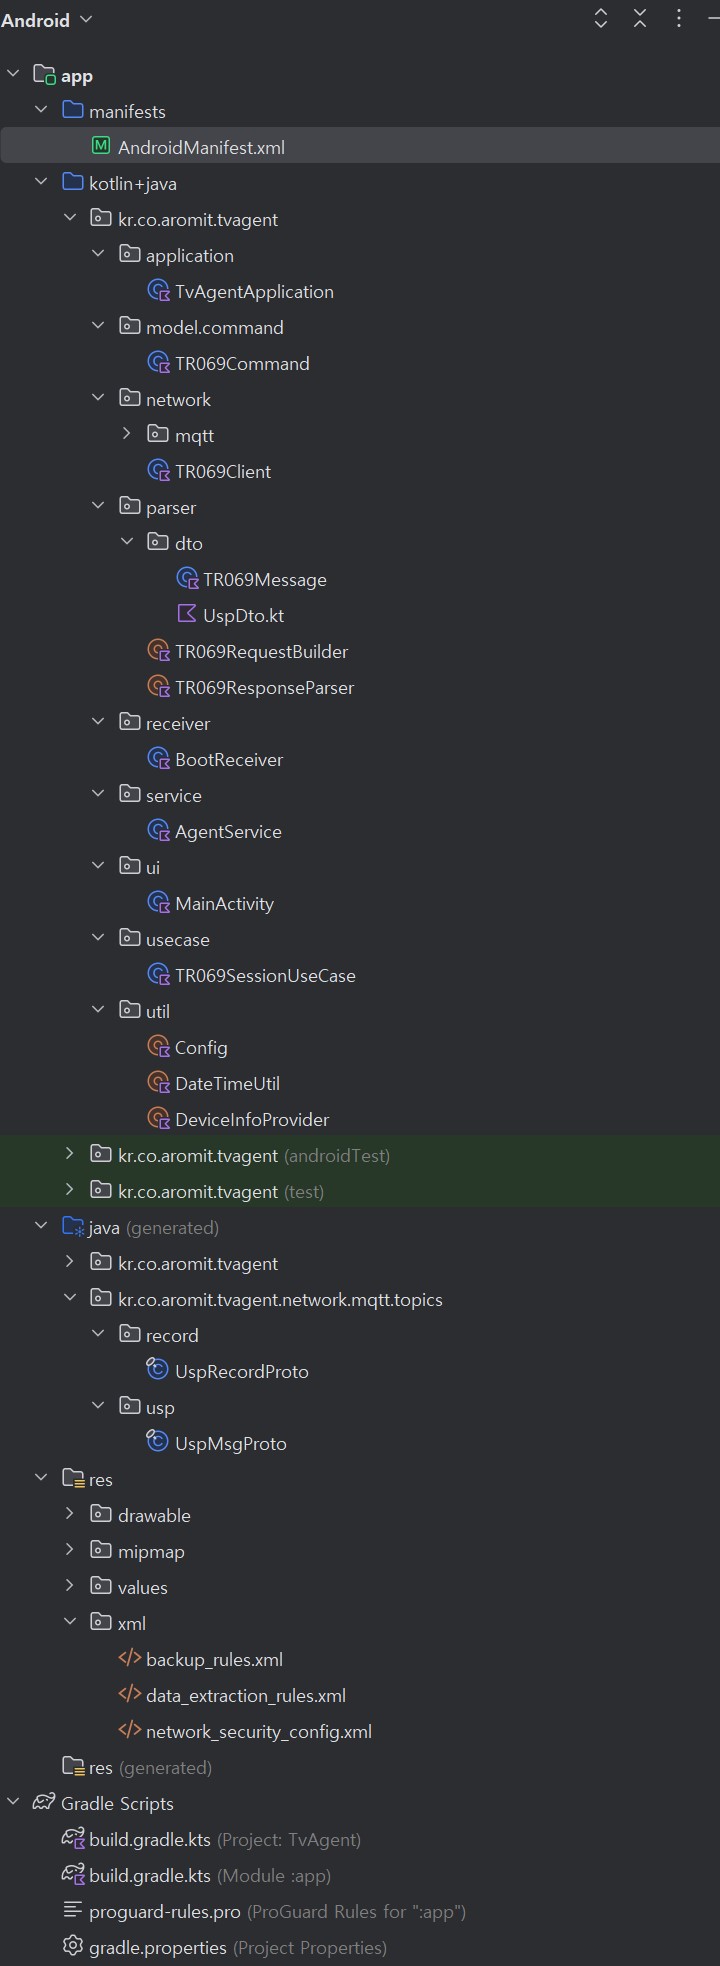 Android
app
manifests
AndroidManifest.xml
kotlin+java
kr.co.aromit.tvagent
application
TvAgentApplication
model.command
TR069Command
network
mqtt
TR069Client
parser
dto
TR069Message
UspDto.kt
TR069RequestBuilder
TR069ResponseParser
receiver
BootReceiver
service
AgentService
ui
MainActivity
usecase
TR069SessionUseCase
util
Config
DateTimeUtil
DeviceInfoProvider
kr.co.aromit.tvagent (androidTest)
kr.co.aromit.tvagent (test)
java (generated)
kr.co.aromit.tvagent
kr.co.aromit.tvagent.network.mqtt.topics
record
UspRecordProto
usp
UspMsgProto
res
drawable
mipmap
values
xml
backup_rules.xml
data_extraction_rules.xml
network_security_config.xml
res (generated)
Gradle Scripts
build.gradle.kts (Project: TvAgent)
build.gradle.kts (Module :app)
proguard-rules.pro (ProGuard Rules for ":app")
gradle.properties (Project Properties)